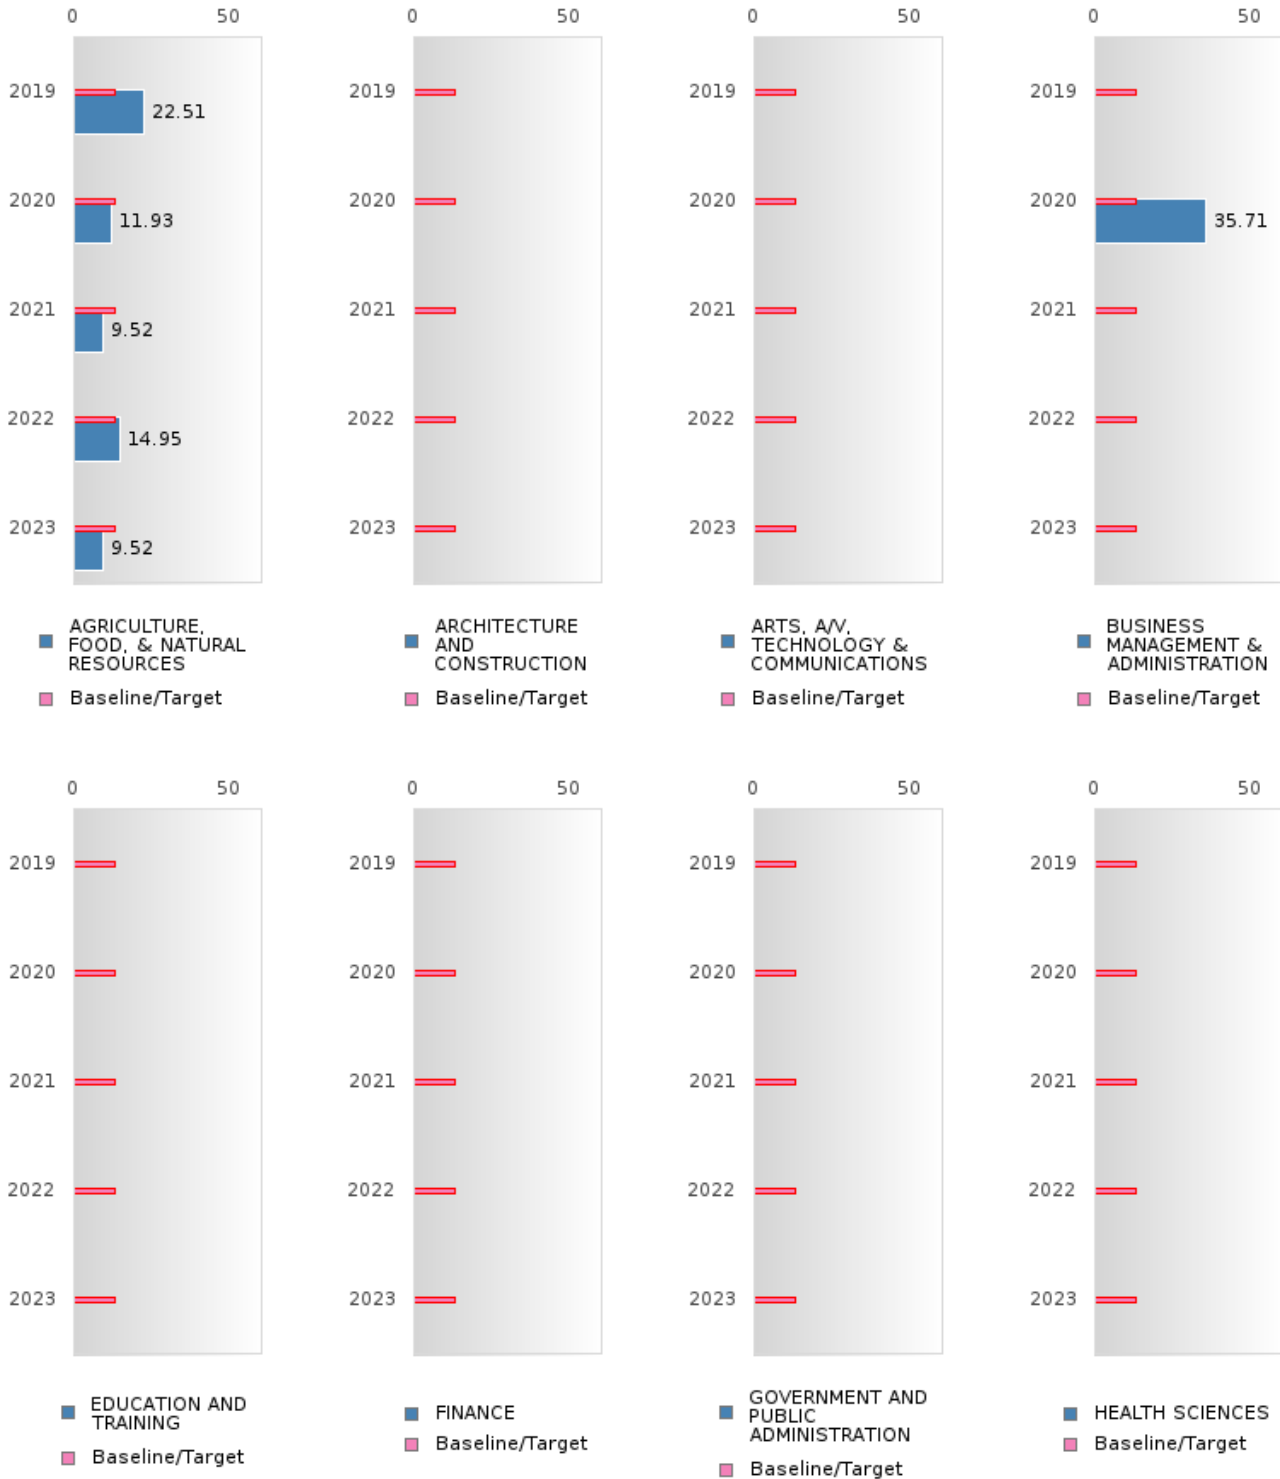 0 50 0 50 0 50 0 50
2019 22.51 2019 2019 2019
2020 11.93 2020 2020 2020 35.71
2021 9.52 2021 2021 2021
2022 14.95 2022 2022 2022
2023 9.52 2023 2023 2023
AGRICULTURE,
FOOD, & NATURAL
RESOURCES
Baseline/Target
ARCHITECTURE
AND
CONSTRUCTION
Baseline/Target
ARTS, A/V,
TECHNOLOGY &
COMMUNICATIONS
Baseline/Target
BUSINESS
MANAGEMENT &
ADMINISTRATION
Baseline/Target
0 50 0 50 0 50 0 50
2019 2019 2019 2019
2020 2020 2020 2020
2021 2021 2021 2021
2022 2022 2022 2022
2023 2023 2023 2023
EDUCATION AND
TRAINING
Baseline/Target
FINANCE
Baseline/Target
GOVERNMENT AND
PUBLIC
ADMINISTRATION
Baseline/Target
HEALTH SCIENCES
Baseline/Target